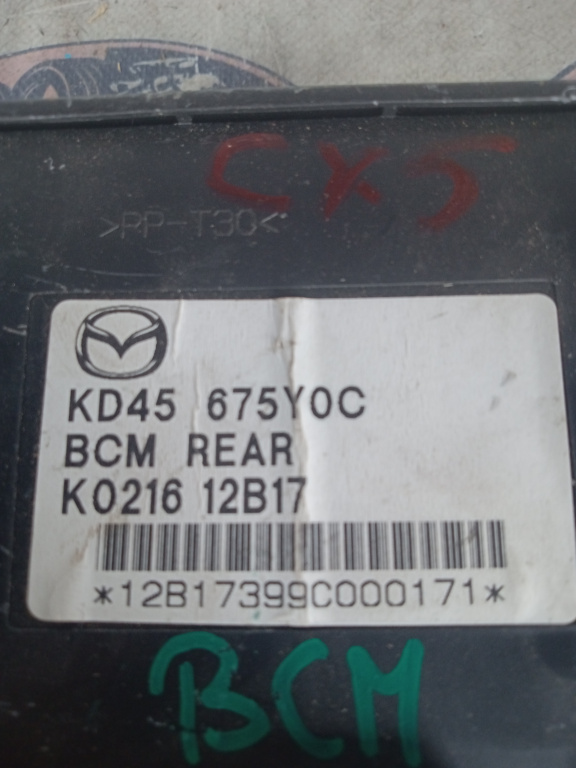 CX5
>PP-T30<
KD45 675Y0C
BCM REAR
K0216 12B17
*12B17399C000171*
BCM